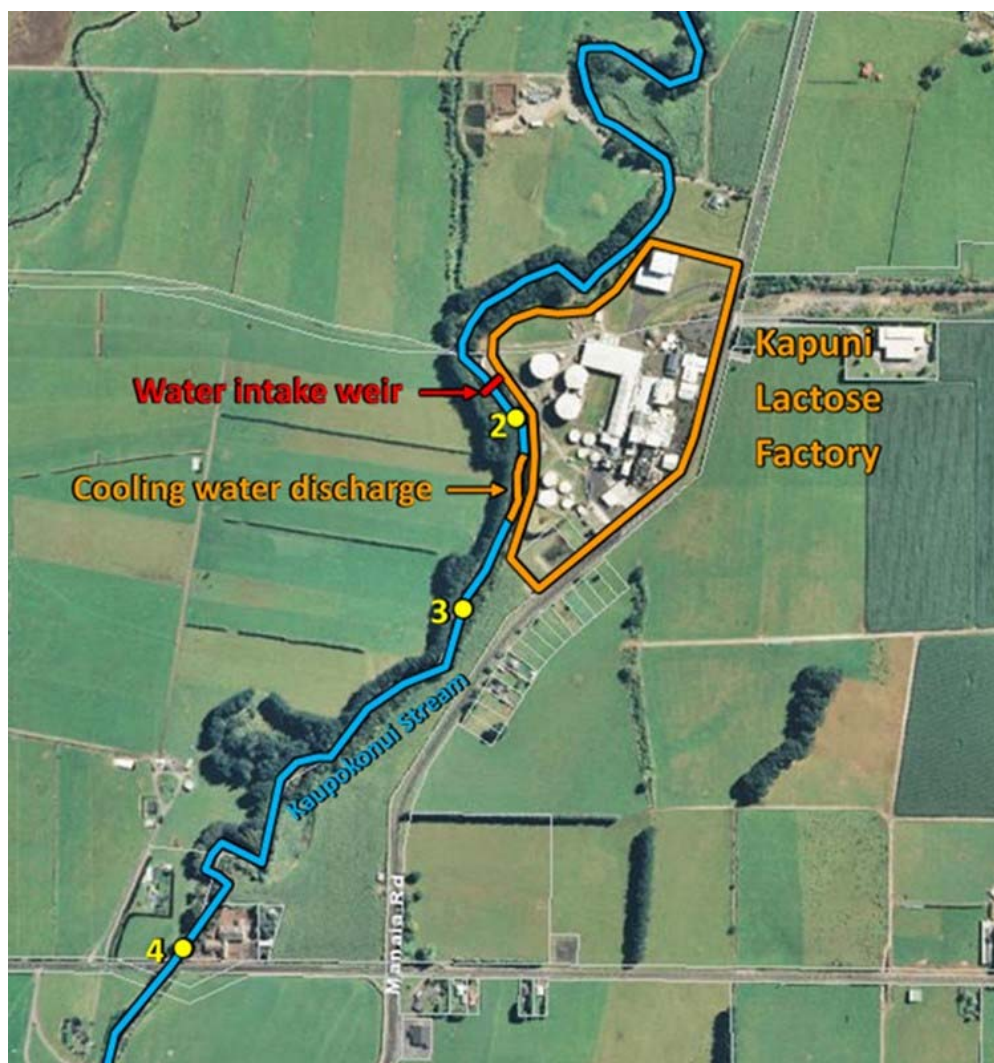 Water intake weir
Kapuni
Lactose
Factory
2
Cooling water discharge
3
Kaupokonui Stream
4
Manaia Rd